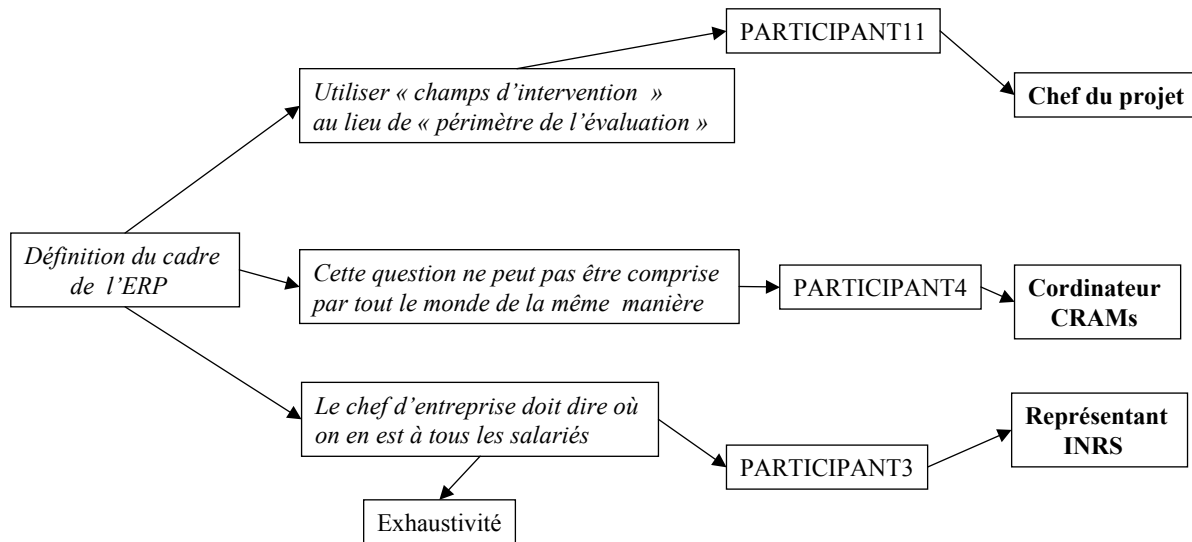 PARTICIPANT11
Utiliser « champs d’intervention »
au lieu de « périmètre de l’évaluation »
Chef du projet
Définition du cadre
de l’ERP
Cette question ne peut pas être comprise
par tout le monde de la même manière
PARTICIPANT4
Cordinateur
CRAMs
Le chef d’entreprise doit dire où
on en est à tous les salariés
PARTICIPANT3
Représentant
INRS
Exhaustivité